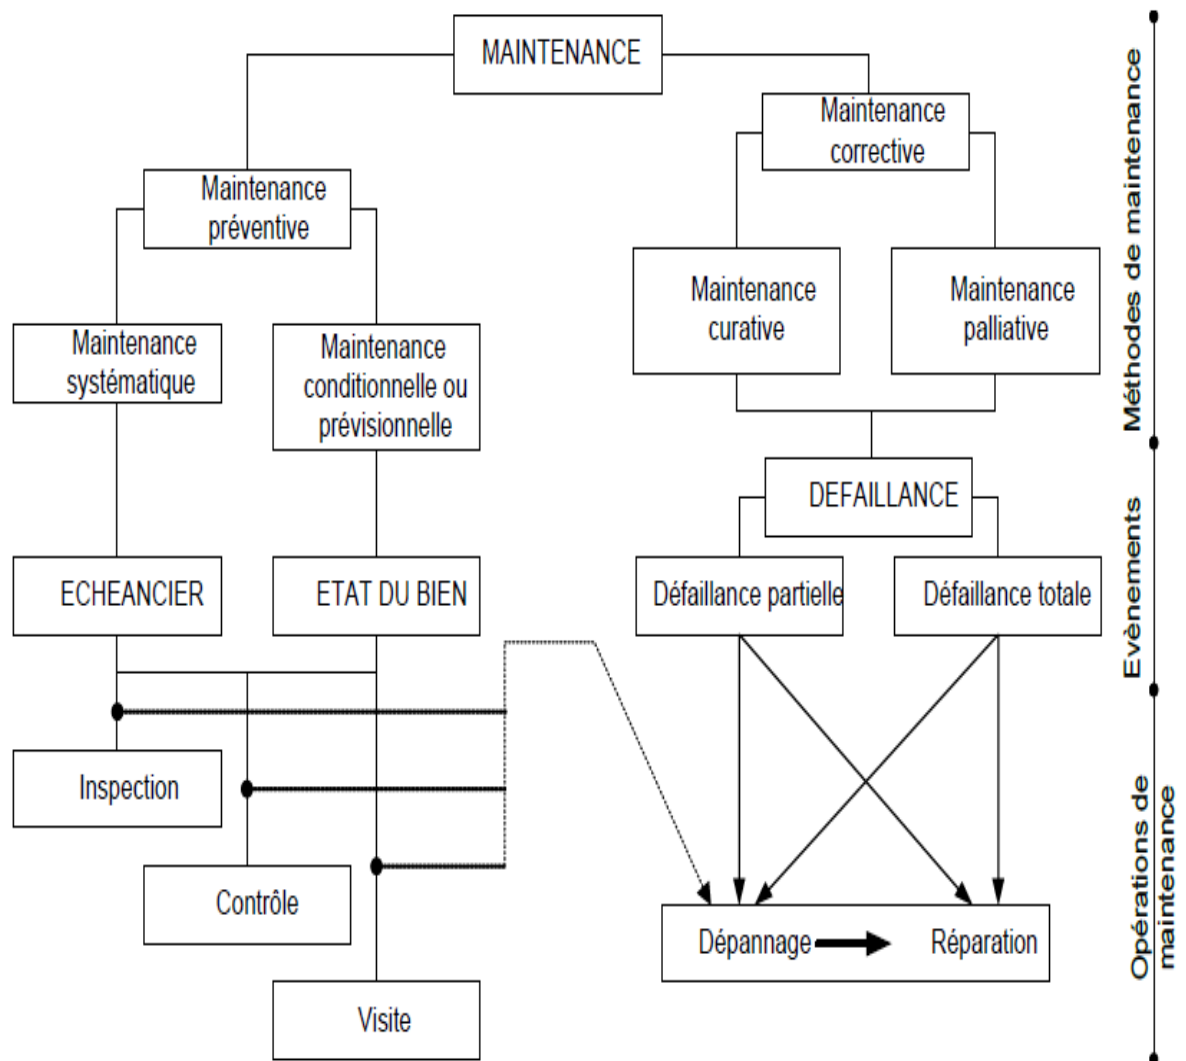 MAINTENANCE
Maintenance
corrective
Maintenance
préventive
Maintenance
curative
Maintenance
palliative
Maintenance
systématique
Maintenance
conditionnelle ou
prévisionnelle
DEFAILLANCE
ECHEANCIER
ETAT DU BIEN
Défaillance partielle
Défaillance totale
Inspection
Contrôle
Visite
Dépannage
Réparation
Méthodes de maintenance
Evènements
Opérations de
maintenance